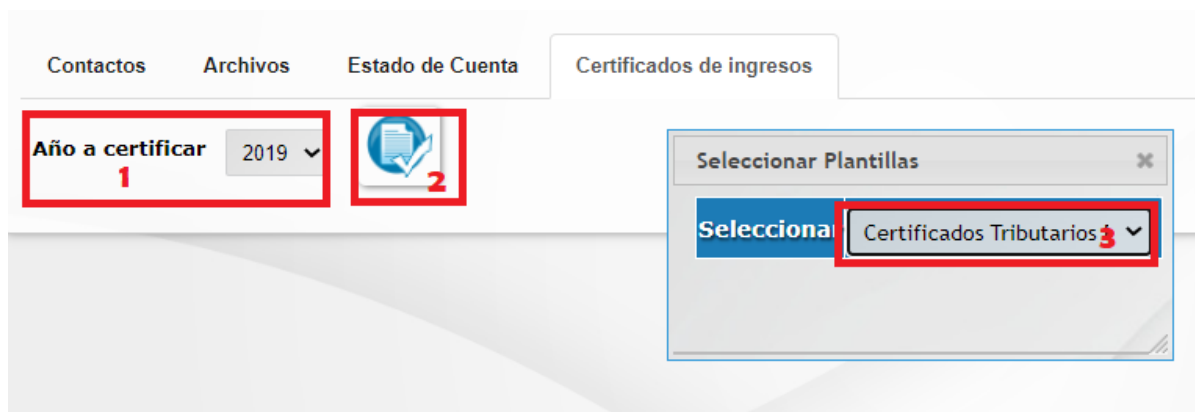 Contactos Archivos Estado de Cuenta Certificados de ingresos
Año a certificar 2019
1
2
Seleccionar Plantillas
Seleccionar Certificados Tributarios
3